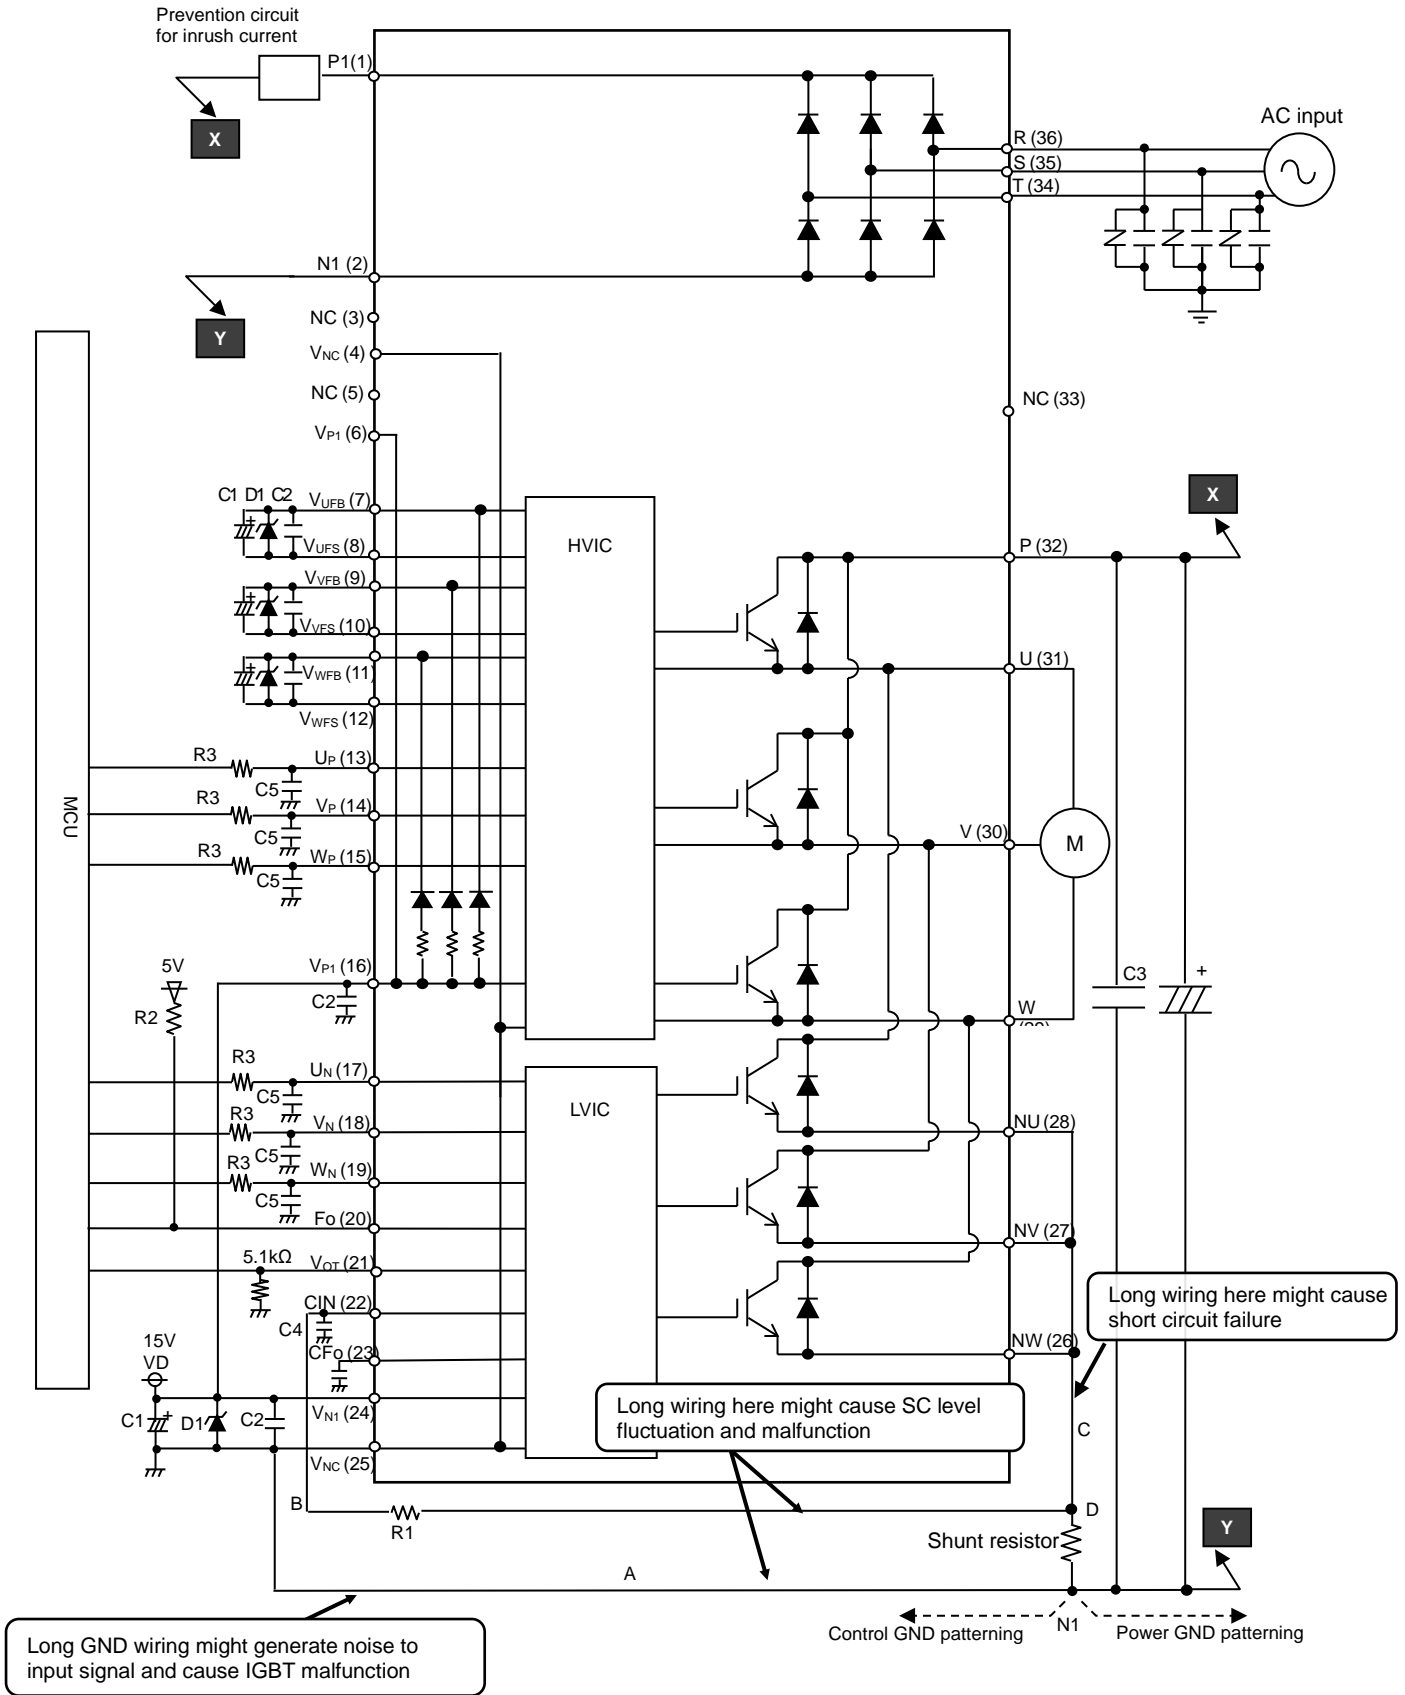 Prevention circuit
for inrush current
P1(1)
X
AC input
R (36)
S (35)
T (34)
N1 (2)
Y
NC (3)
VNC (4)
NC (5)
NC (33)
VP1 (6)
X
C1 D1 C2
VUFB (7)
HVIC
P (32)
VUFS (8)
VVFB (9)
VVFS (10)
U (31)
VWFB (11)
VWFS (12)
R3
UP (13)
C5
MCU
R3
VP (14)
C5
V (30)
M
R3
WP (15)
C5
5V
VP1 (16)
C2
C3
+
R2
W
R3
UN (17)
C5
LVIC
R3
VN (18)
C5
NU (28)
R3
WN (19)
C5
Fo (20)
NV (27)
5.1kΩ
VOT (21)
Long wiring here might cause
short circuit failure
CIN (22)
C4
15V
VD
CFo (23)
NW (26)
Long wiring here might cause SC level
fluctuation and malfunction
C1
+
D1
C2
VN1 (24)
C
VNC (25)
B
R1
D
Shunt resistor
Y
A
N1
Control GND patterning
Power GND patterning
Long GND wiring might generate noise to
input signal and cause IGBT malfunction